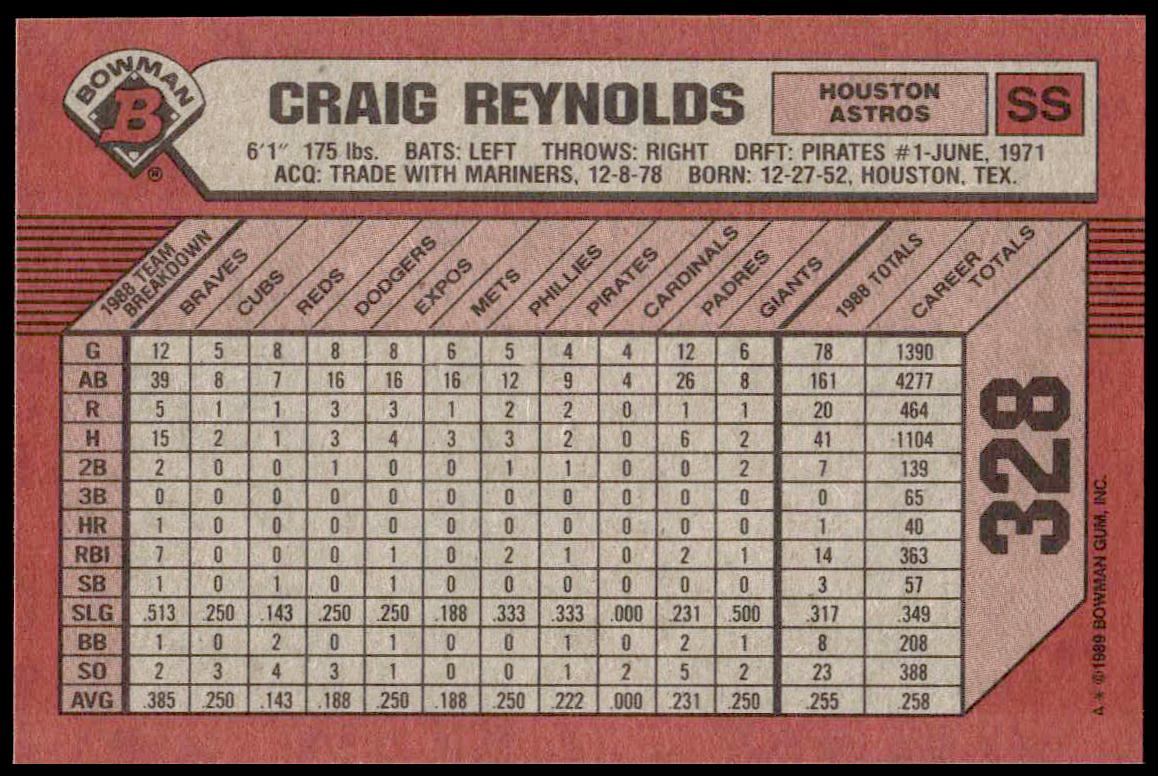 BOWMAN
B
®
CRAIG REYNOLDS
HOUSTON
ASTROS
SS
6'1" 175 lbs. BATS: LEFT THROWS: RIGHT DRFT: PIRATES #1-JUNE, 1971
ACQ: TRADE WITH MARINERS, 12-8-78 BORN: 12-27-52, HOUSTON, TEX.
1988 TEAM
BREAKDOWN
BRAVES
CUBS
REDS
DODGERS
EXPOS
METS
PHILLIES
PIRATES
CARDINALS
PADRES
GIANTS
1988 TOTALS
CAREER
TOTALS
G 12 5 8 8 8 6 5 4 4 12 6 78 1390
AB 39 8 7 16 16 16 12 9 4 26 8 161 4277
R 5 1 1 3 3 1 2 2 0 1 1 20 464
H 15 2 1 3 4 3 3 2 0 6 2 41 1104
2B 2 0 0 1 0 0 1 1 0 0 2 7 139
3B 0 0 0 0 0 0 0 0 0 0 0 0 65
HR 1 0 0 0 0 0 0 0 0 0 0 1 40
RBI 7 0 0 0 1 0 2 1 0 2 1 14 363
SB 1 0 1 0 1 0 0 0 0 0 0 3 57
SLG .513 .250 .143 .250 .250 .188 .333 .333 .000 .231 .500 .317 .349
BB 1 0 2 0 1 0 0 1 0 2 1 8 208
SO 2 3 4 3 1 0 0 1 2 5 2 23 388
AVG .385 .250 .143 .188 .250 .188 .250 .222 .000 .231 .250 .255 .258
328
A * * ©1989 BOWMAN GUM, INC.